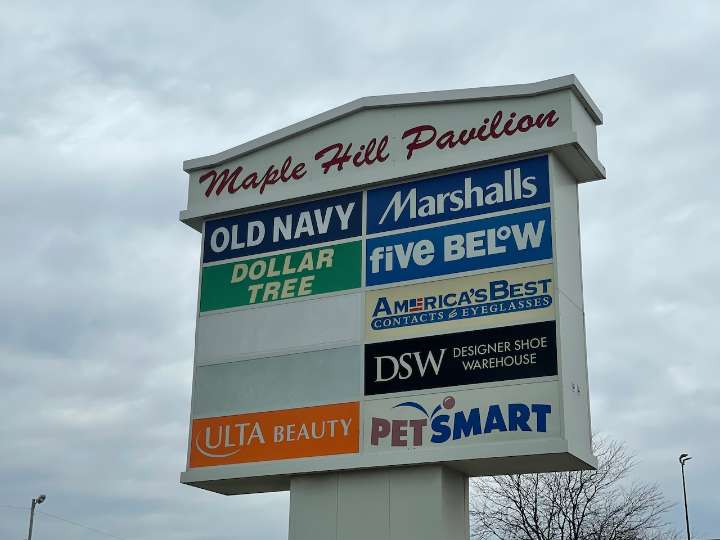 Maple Hill Pavilion
OLD NAVY
Marshalls
DOLLAR
TREE
five BELOW
AMERICA'S BEST
CONTACTS & EYEGLASSES
DSW
DESIGNER SHOE
WAREHOUSE
ULTA BEAUTY
PETSMART